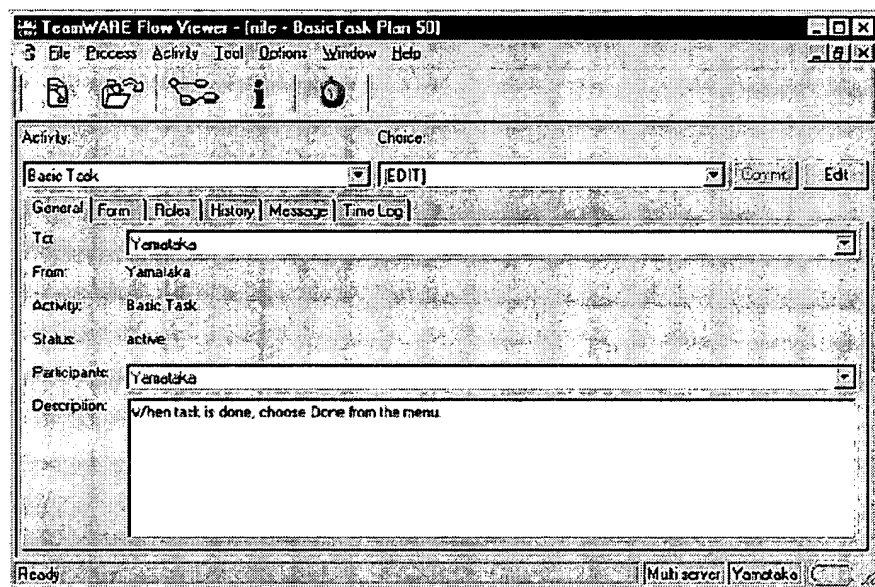 TeamWARE Flow Viewer - [nile - BasicTask Plan 50]
File Process Activity Tool Options Window Help
Activity: Choice:
Basic Task [EDIT] Edit
General Form Roles History Message Time Log
To: Yamataka
From: Yamataka
Activity: Basic Task
Status: active
Participants: Yamataka
Description: When task is done, choose Done from the menu.
Ready Multi server Yamataka